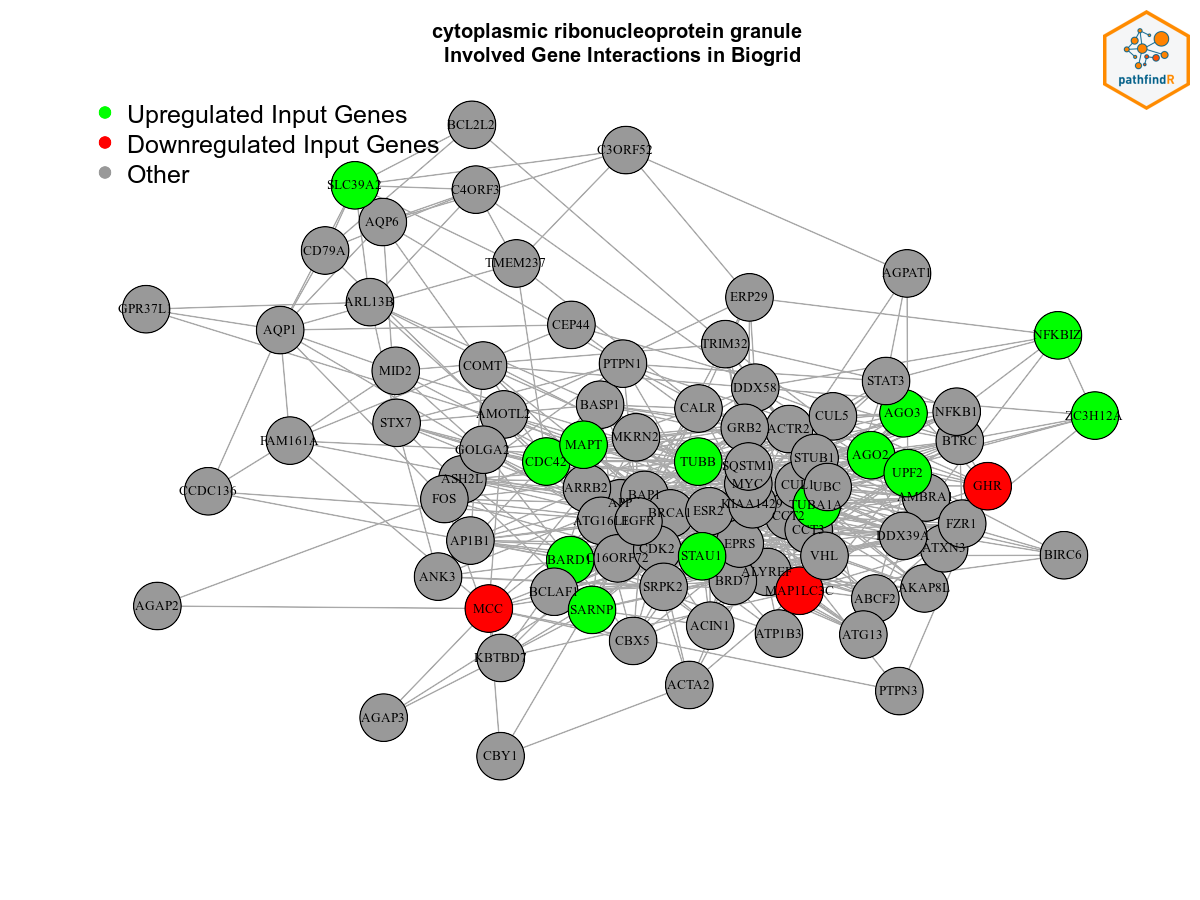 cytoplasmic ribonucleoprotein granule
Involved Gene Interactions in Biogrid
pathfindR
Upregulated Input Genes
Downregulated Input Genes
Other
BCL2L2
C3ORF52
SLC39A2
C4ORF3
AQP6
CD79A
TMEM237
AGPAT1
ERP29
ARL13B
GPR37L
AQP1
CEP44
NFKBIZ
TRIM32
PTPN1
COMT
MID2
STAT3
DDX58
BASP1
CALR
AMOTL2
NFKB1
AGO3
ZC3H12A
CUL5
STX7
GRB2
ACTR2
MKRN2
FAM161A
BTRC
MAPT
GOLGA2
AGO2
STUB1
CDC42
TUBB
SQSTM1
UPF2
ASH2L
MYC
UBC
GHR
ARRB2
CCDC136
BAP1
FOS
AMBRA1
APP
KIAA1429
TUBA1A
BRCA1
ESR2
CCT2
ATG16L1
EGFR
FZR1
CCT3
DDX39A
AP1B1
EPRS
CDK2
ATXN3
VHL
STAU1
BIRC6
BARD1
C16ORF72
ALYREF
ANK3
BRD7
SRPK2
AKAP8L
MAP1LC3C
BCLAF1
ABCF2
AGAP2
MCC
SARNP
ACIN1
ATP1B3
ATG13
CBX5
KBTBD7
ACTA2
PTPN3
AGAP3
CBY1